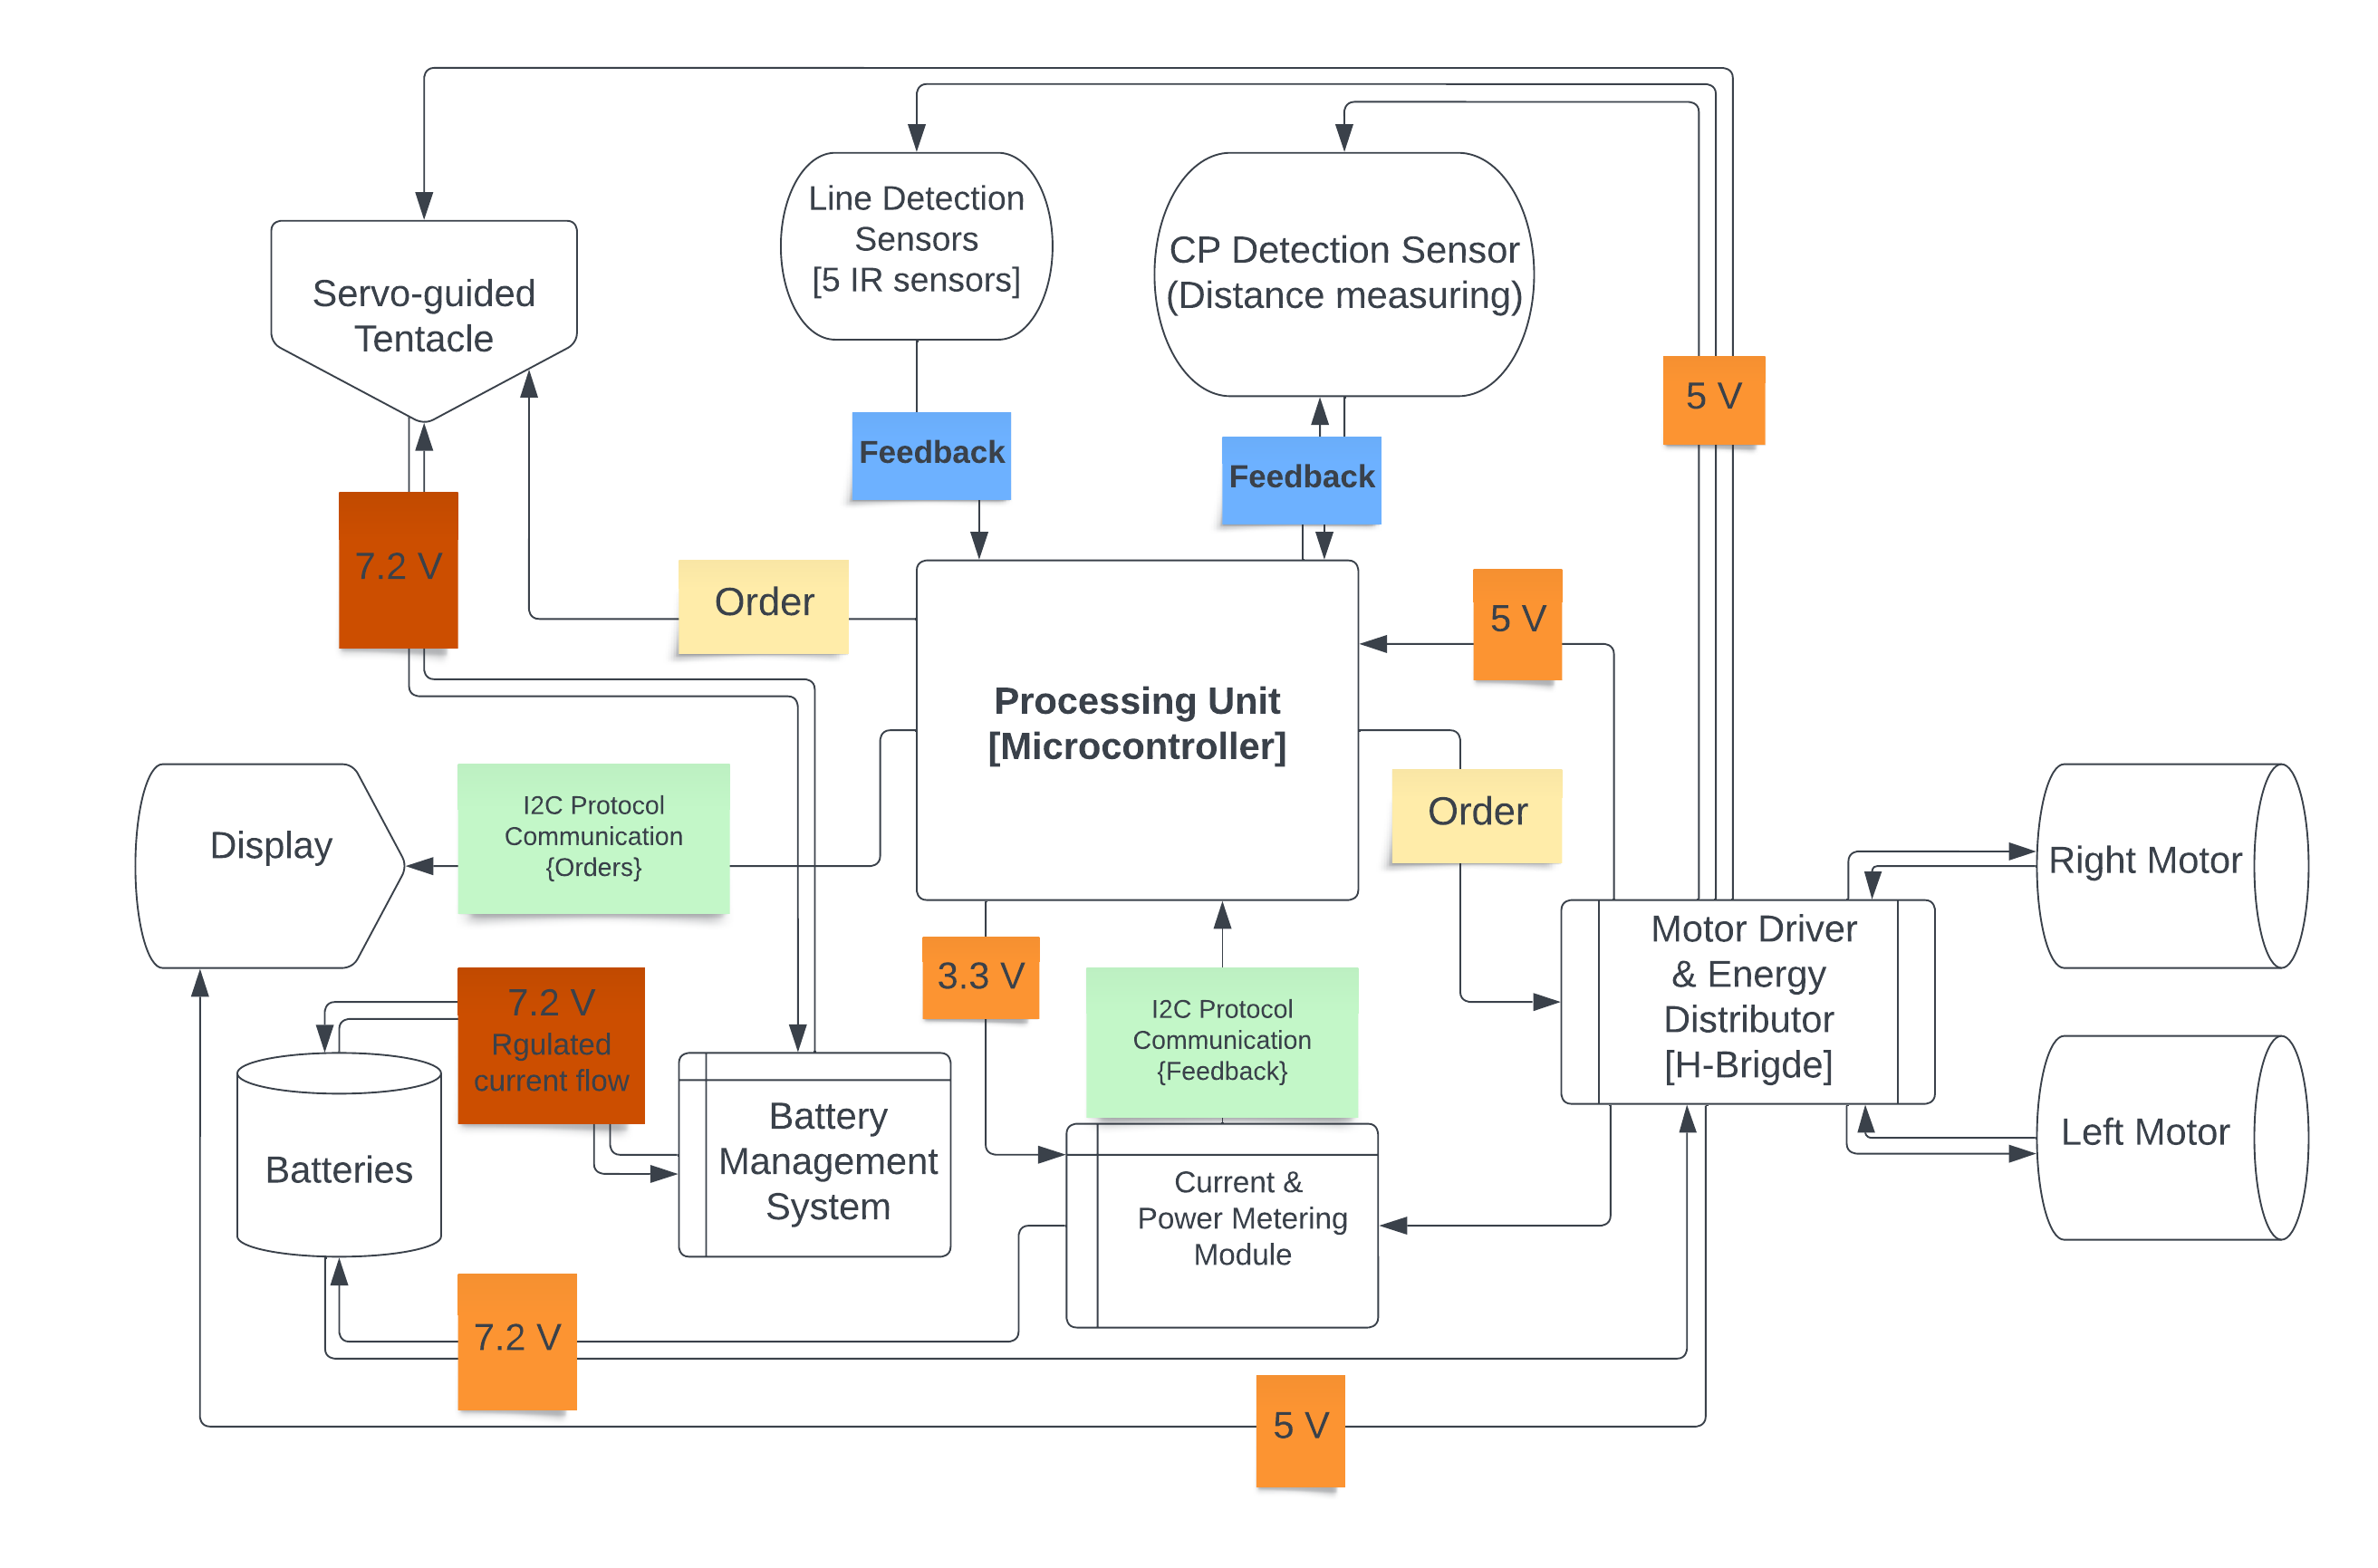 Line Detection
Sensors
[5 IR sensors]
CP Detection Sensor
(Distance measuring)
Servo-guided
Tentacle
5 V
Feedback
Feedback
7.2 V
Order
5 V
Processing Unit
[Microcontroller]
I2C Protocol
Communication
{Orders}
Display
Order
Right Motor
Motor Driver
& Energy
Distributor
[H-Brigde]
3.3 V
7.2 V
Rgulated
current flow
I2C Protocol
Communication
{Feedback}
Battery
Management
System
Left Motor
Batteries
Current &
Power Metering
Module
7.2 V
5 V